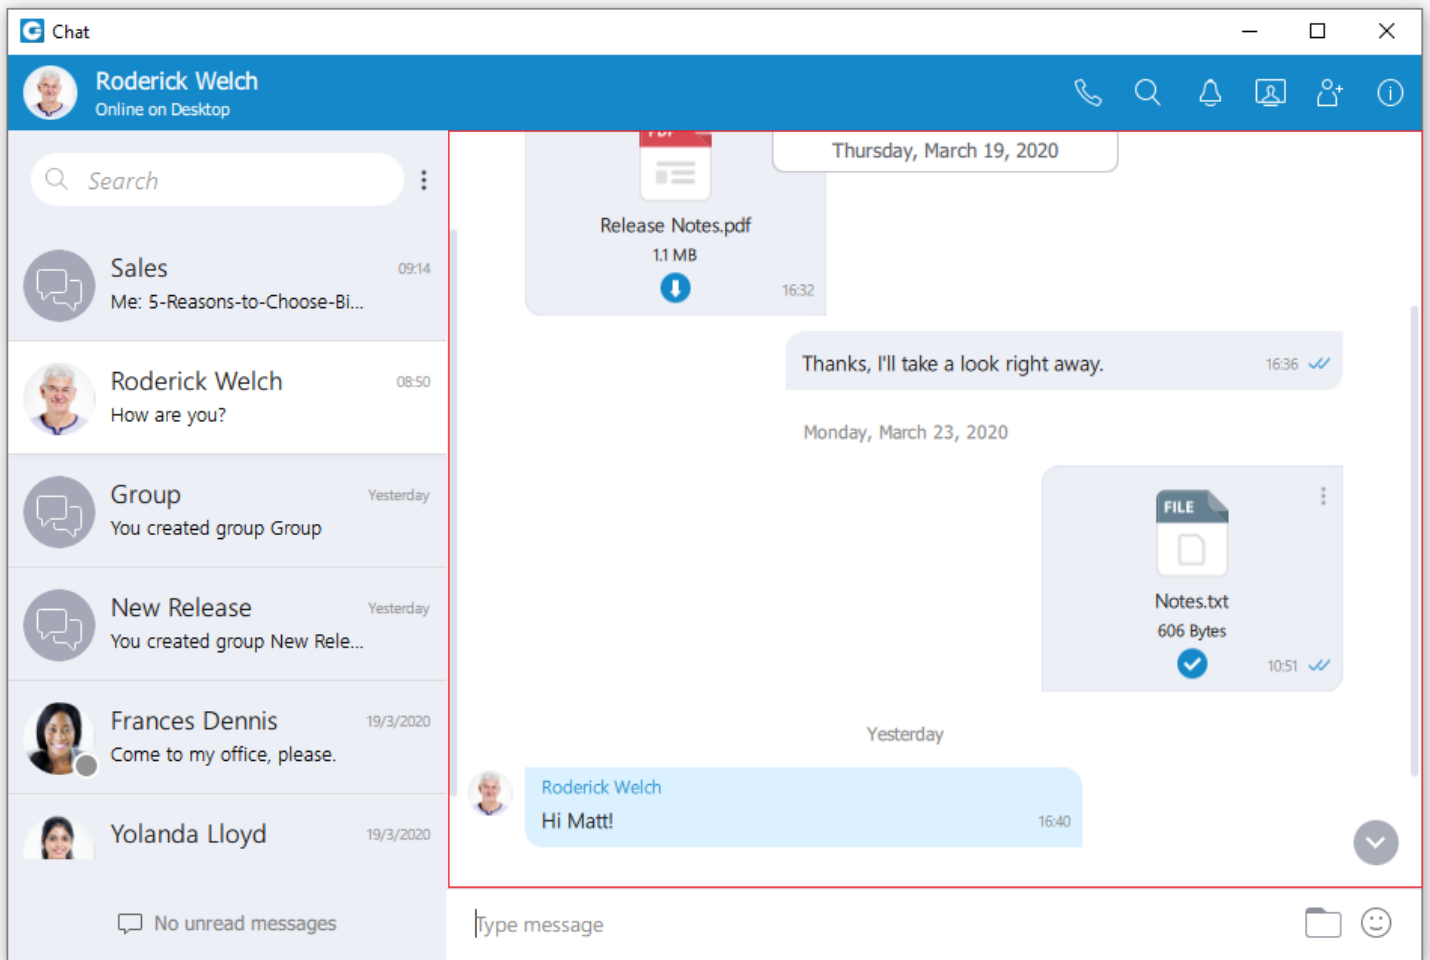 Chat
Roderick Welch
Online on Desktop
Search
Sales
09:14
Me: 5-Reasons-to-Choose-Bi...
Roderick Welch
08:50
How are you?
Group
Yesterday
You created group Group
New Release
Yesterday
You created group New Rele...
Frances Dennis
19/3/2020
Come to my office, please.
Yolanda Lloyd
19/3/2020
No unread messages
PDF
Thursday, March 19, 2020
Release Notes.pdf
1.1 MB
16:32
Thanks, I'll take a look right away.
16:36
Monday, March 23, 2020
FILE
Notes.txt
606 Bytes
10:51
Yesterday
Roderick Welch
Hi Matt!
16:40
Type message